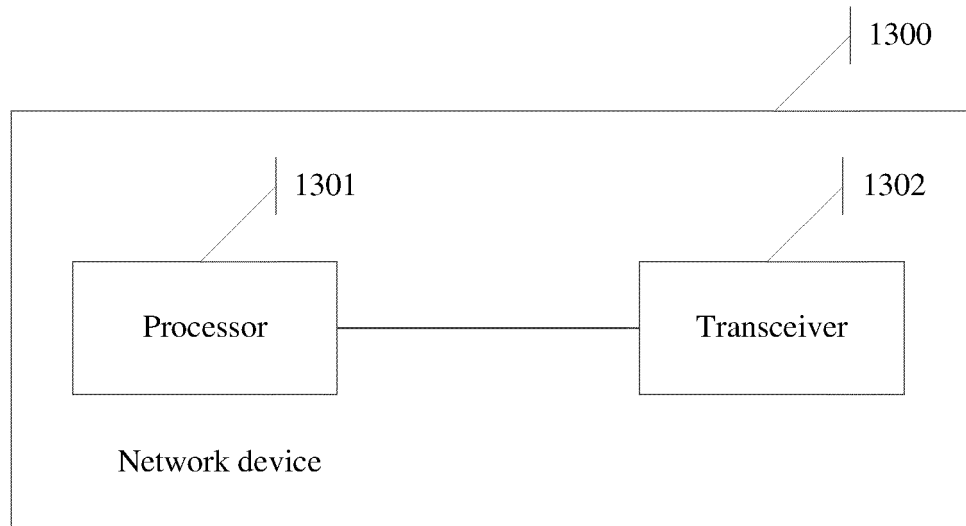 1300
1301
1302
Processor
Transceiver
Network device